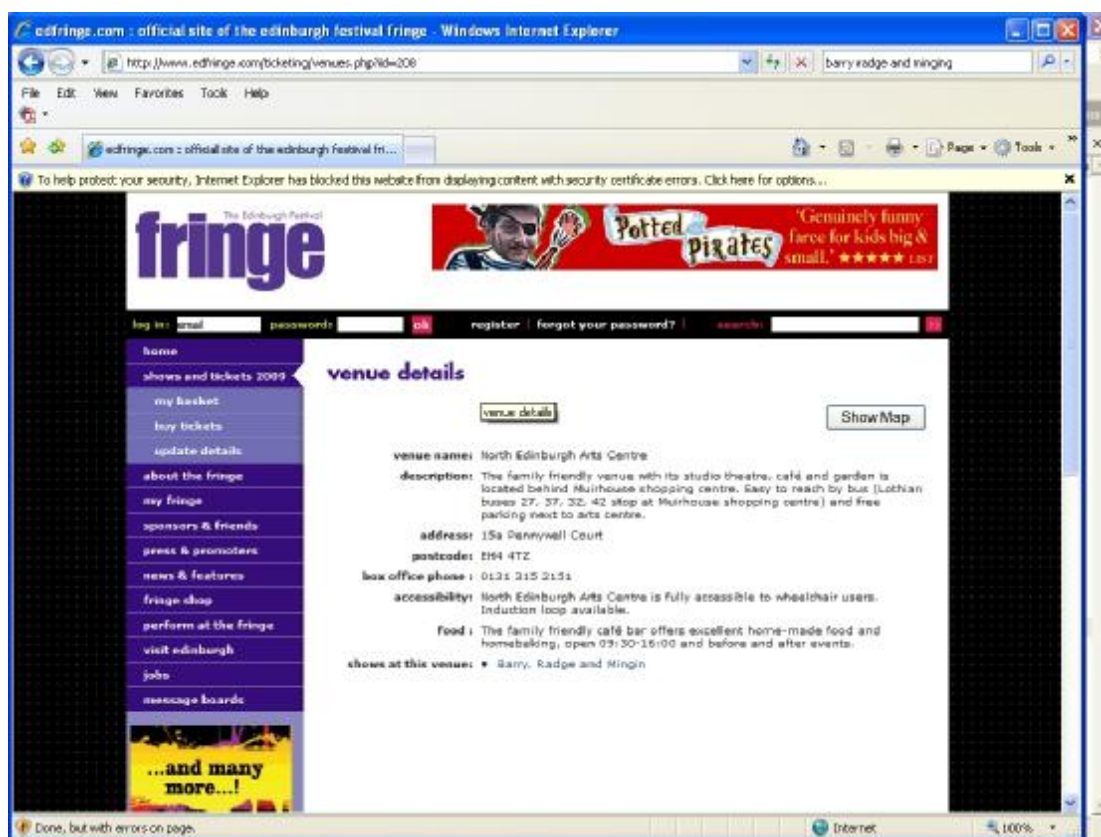 edfringe.com : official site of the edinburgh festival fringe - Windows Internet Explorer
http://www.edfringe.com/ticketing/venues.php?id=208
barry radge and minging
File Edit View Favorites Tools Help
edfringe.com : official site of the edinburgh festival fri...
Page Tools
To help protect your security, Internet Explorer has blocked this website from displaying content with security certificate errors. Click here for options...
The Edinburgh Festival
fringe
Potted Pirates
'Genuinely funny
farce for kids big &
small.' ★★★★★ LIST
log in: email password: ok register | forgot your password? | search:
home
shows and tickets 2009
my basket
buy tickets
update details
about the fringe
my fringe
sponsors & friends
press & promoters
news & features
fringe shop
perform at the fringe
visit edinburgh
jobs
message boards
...and many
more...!
venue details
venue details
Show Map
venue name: North Edinburgh Arts Centre
description: The family friendly venue with its studio theatre, café and garden is
located behind Muirhouse shopping centre. Easy to reach by bus (Lothian
buses 27, 37, 32, 42 stop at Muirhouse shopping centre) and free
parking next to arts centre.
address: 15a Pennywell Court
postcode: EH4 4TZ
box office phone : 0131 315 2151
accessibility: North Edinburgh Arts Centre is fully accessible to wheelchair users.
Induction loop available.
Food : The family friendly café bar offers excellent home-made food and
homebaking, open 09:30-16:00 and before and after events.
shows at this venue: • Barry, Radge and Mingin
Done, but with errors on page.
Internet
100%